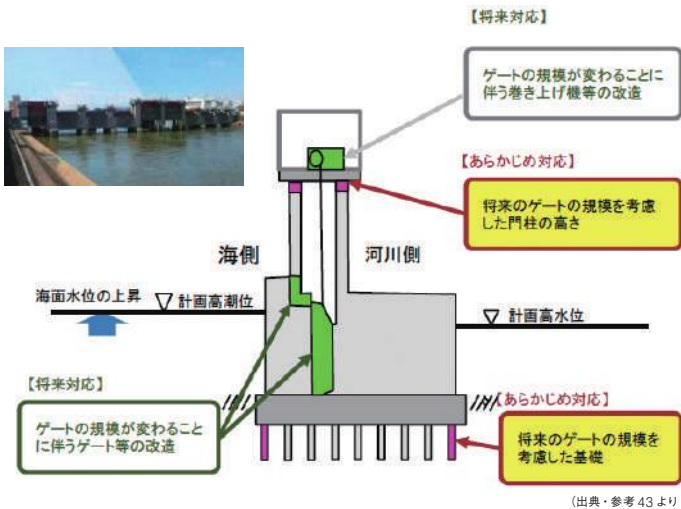 【将来対応】
ゲートの規模が変わることに
伴う巻き上げ機等の改造
【あらかじめ対応】
将来のゲートの規模を考慮
した門柱の高さ
海側
河川側
海面水位の上昇
計画高潮位
計画高水位
【将来対応】
ゲートの規模が変わること
に伴うゲート等の改造
【あらかじめ対応】
将来のゲートの規模を
考慮した基礎
（出典・参考43より